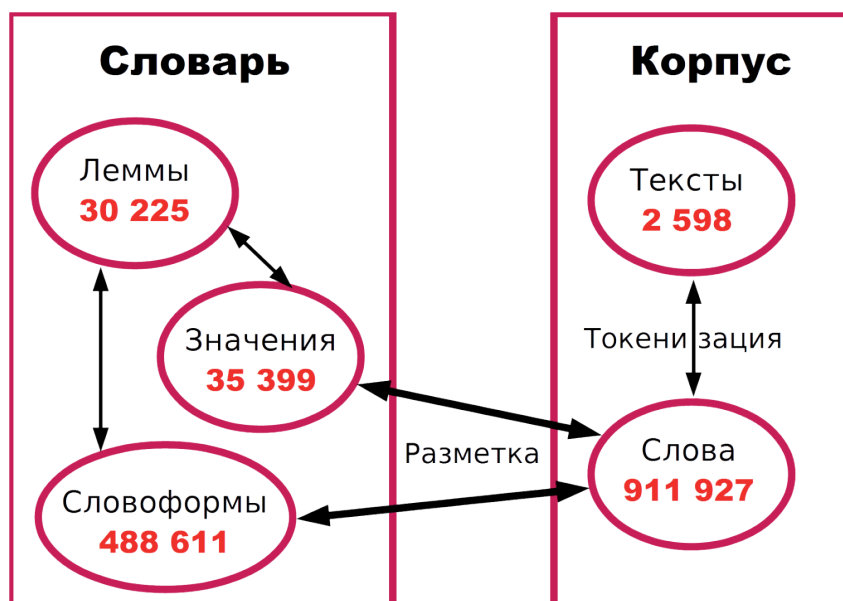 Словарь
Леммы
30 225
Значения
35 399
Словоформы
488 611
Разметка
Корпус
Тексты
2 598
Токенизация
Слова
911 927